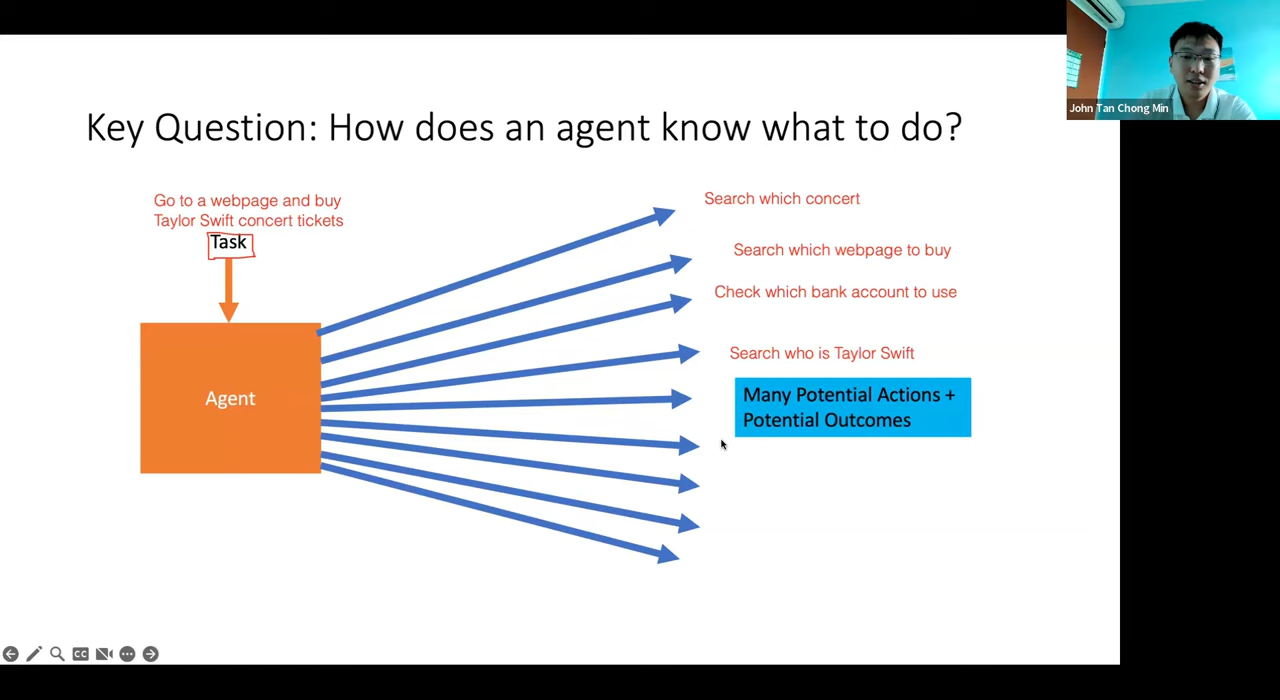 John Tan Chong Min
Key Question: How does an agent know what to do?
Go to a webpage and buy
Taylor Swift concert tickets
Task
Agent
Search which concert
Search which webpage to buy
Check which bank account to use
Search who is Taylor Swift
Many Potential Actions +
Potential Outcomes
CC